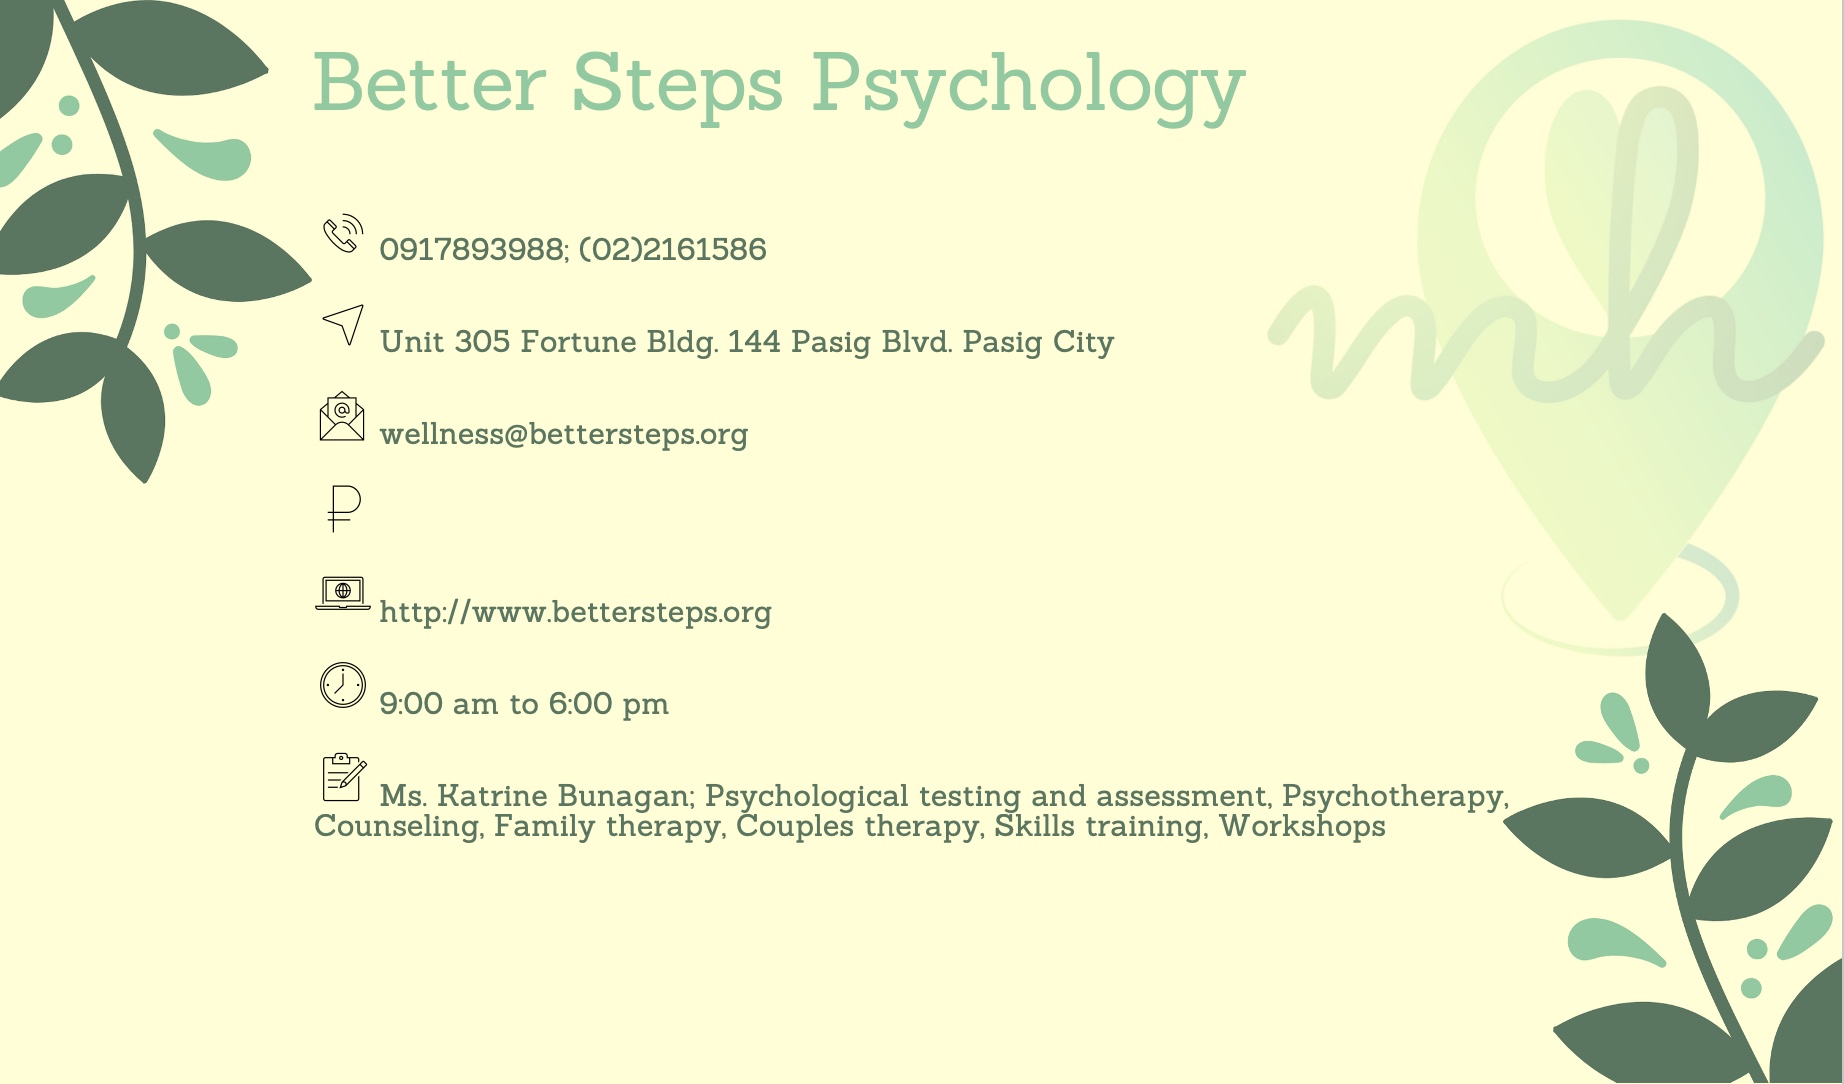 Better Steps Psychology
0917893988; (02)2161586
Unit 305 Fortune Bldg. 144 Pasig Blvd. Pasig City
wellness@bettersteps.org
http://www.bettersteps.org
9:00 am to 6:00 pm
Ms. Katrine Bunagan; Psychological testing and assessment, Psychotherapy,
Counseling, Family therapy, Couples therapy, Skills training, Workshops
mh